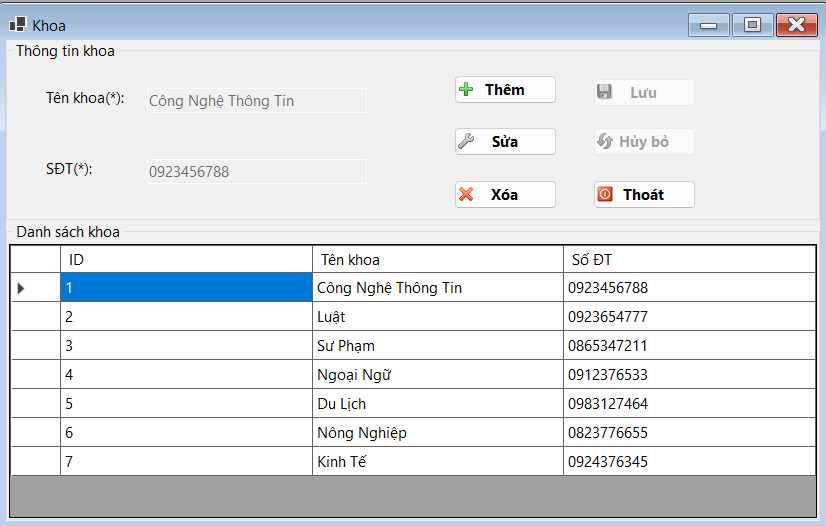 Khoa
Thông tin khoa
Tên khoa(*): Công Nghệ Thông Tin Thêm Lưu
Sửa Hủy bỏ
SĐT(*): 0923456788
Xóa Thoát
Danh sách khoa
ID Tên khoa Số ĐT
1 Công Nghệ Thông Tin 0923456788
2 Luật 0923654777
3 Sư Phạm 0865347211
4 Ngoại Ngữ 0912376533
5 Du Lịch 0983127464
6 Nông Nghiệp 0823776655
7 Kinh Tế 0924376345